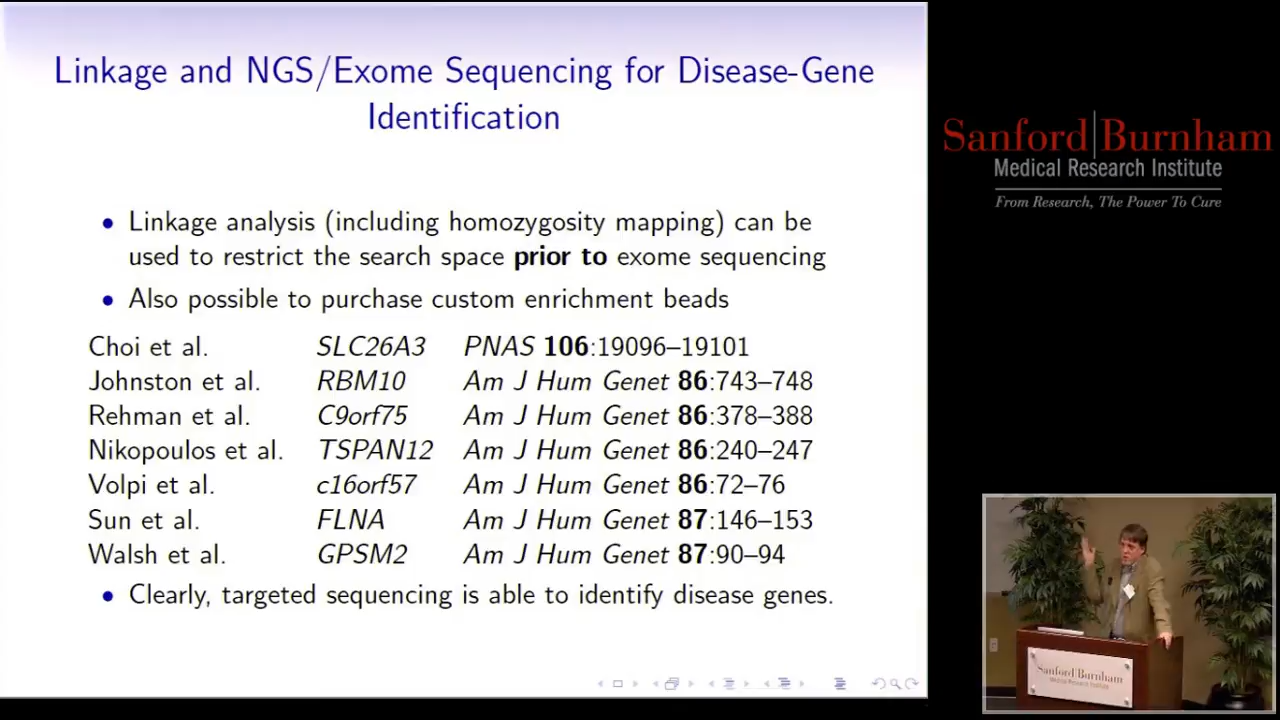 Linkage and NGS/Exome Sequencing for Disease-Gene
Identification
• Linkage analysis (including homozygosity mapping) can be
used to restrict the search space prior to exome sequencing
• Also possible to purchase custom enrichment beads
Choi et al. SLC26A3 PNAS 106:19096–19101
Johnston et al. RBM10 Am J Hum Genet 86:743–748
Rehman et al. C9orf75 Am J Hum Genet 86:378–388
Nikopoulos et al. TSPAN12 Am J Hum Genet 86:240–247
Volpi et al. c16orf57 Am J Hum Genet 86:72–76
Sun et al. FLNA Am J Hum Genet 87:146–153
Walsh et al. GPSM2 Am J Hum Genet 87:90–94
• Clearly, targeted sequencing is able to identify disease genes.
Sanford|Burnham
Medical Research Institute
From Research, The Power To Cure
Sanford|Burnham
Medical Research Institute